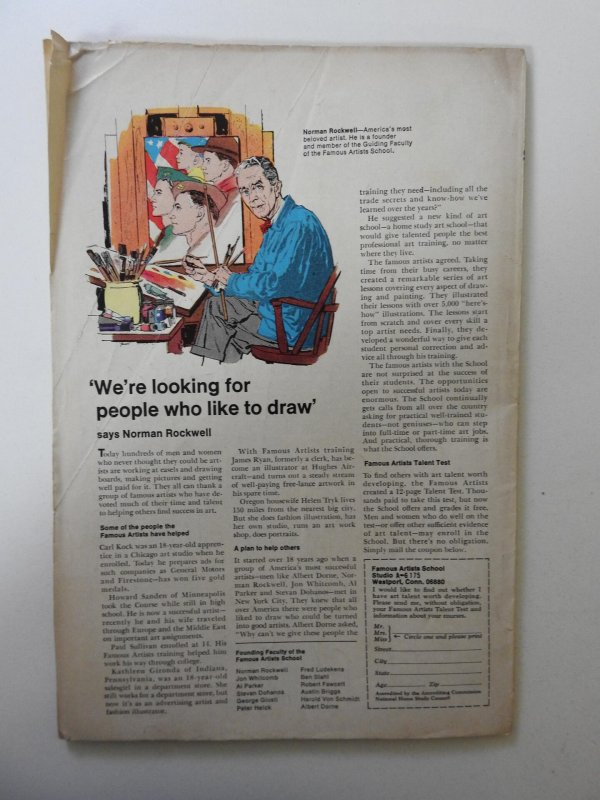 Norman Rockwell—America's most
beloved artist. He is a founder
and member of the Guiding Faculty
of the Famous Artists School.
'We're looking for
people who like to draw'
says Norman Rockwell
Today hundreds of men and women
who never thought they could be art-
ists are working at easels and drawing
boards, making pictures and getting
well paid for it. They all can thank a
group of famous artists who have de-
voted much of their time and talent
to helping others find success in art.
Some of the people the
Famous Artists have helped
Carl Kock was an 18-year-old appren-
tice in a Chicago art studio when he
enrolled. Today he prepares ads for
such companies as General Motors
and Firestone—has won five gold
medals.
Howard Sanden of Minneapolis
took the Course while still in high
school. He is now a successful artist—
recently he and his wife traveled
through Europe and the Middle East
on important art assignments.
Paul Sullivan enrolled at 14. His
Famous Artists training helped him
work his way through college.
Kathleen Gironda of Indiana,
Pennsylvania, was an 18-year-old
salesgirl in a department store. She
still works for a department store, but
now it's as an advertising artist and
fashion illustrator.
With Famous Artists training
James Ryan, formerly a clerk, has be-
come an illustrator at Hughes Air-
craft—and turns out a steady stream
of well-paying free-lance artwork in
his spare time.
Oregon housewife Helen Tryk lives
150 miles from the nearest big city.
But she does fashion illustration, has
her own studio, runs an art work
shop, does portraits.
A plan to help others
It started over 18 years ago when a
group of America's most successful
artists—men like Albert Dorne, Nor-
man Rockwell, Jon Whitcomb, Al
Parker and Stevan Dohanos—met in
New York City. They knew that all
over America there were people who
liked to draw who could be turned
into good artists. Albert Dorne asked,
"Why can't we give these people the
Founding Faculty of the
Famous Artists School
Norman Rockwell
Jon Whitcomb
Al Parker
Stevan Dohanos
George Giusti
Peter Helck
Fred Ludekens
Ben Stahl
Robert Fawcett
Austin Briggs
Harold Von Schmidt
Albert Dorne
training they need—including all the
trade secrets and know-how we've
learned over the years?"
He suggested a new kind of art
school—a home study art school—that
would give talented people the best
professional art training, no matter
where they live.
The famous artists agreed. Taking
time from their busy careers, they
created a remarkable series of art
lessons covering every aspect of draw-
ing and painting. They illustrated
their lessons with over 5,000 "here's-
how" illustrations. The lessons start
from scratch and cover every skill a
top artist needs. Finally, they de-
veloped a wonderful way to give each
student personal correction and ad-
vice all through his training.
The famous artists with the School
are not surprised at the success of
their students. The opportunities
open to successful artists today are
enormous. The School continually
gets calls from all over the country
asking for practical well-trained stu-
dents—not geniuses—who can step
into full-time or part-time art jobs.
And practical, thorough training is
what the School offers.
Famous Artists Talent Test
To find others with art talent worth
developing, the Famous Artists
created a 12-page Talent Test. Thou-
sands paid to take this test, but now
the School offers and grades it free.
Men and women who do well on the
test—or offer other sufficient evidence
of art talent—may enroll in the
School. But there's no obligation.
Simply mail the coupon below.
Famous Artists School
Studio A-6175
Westport, Conn. 06880
I would like to find out whether I
have art talent worth developing.
Please send me, without obligation,
your Famous Artists Talent Test and
information about your courses.
Mr.
Mrs.
Miss ← Circle one and please print
Street
City
State
Age Zip
Accredited by the Accrediting Commission
National Home Study Council